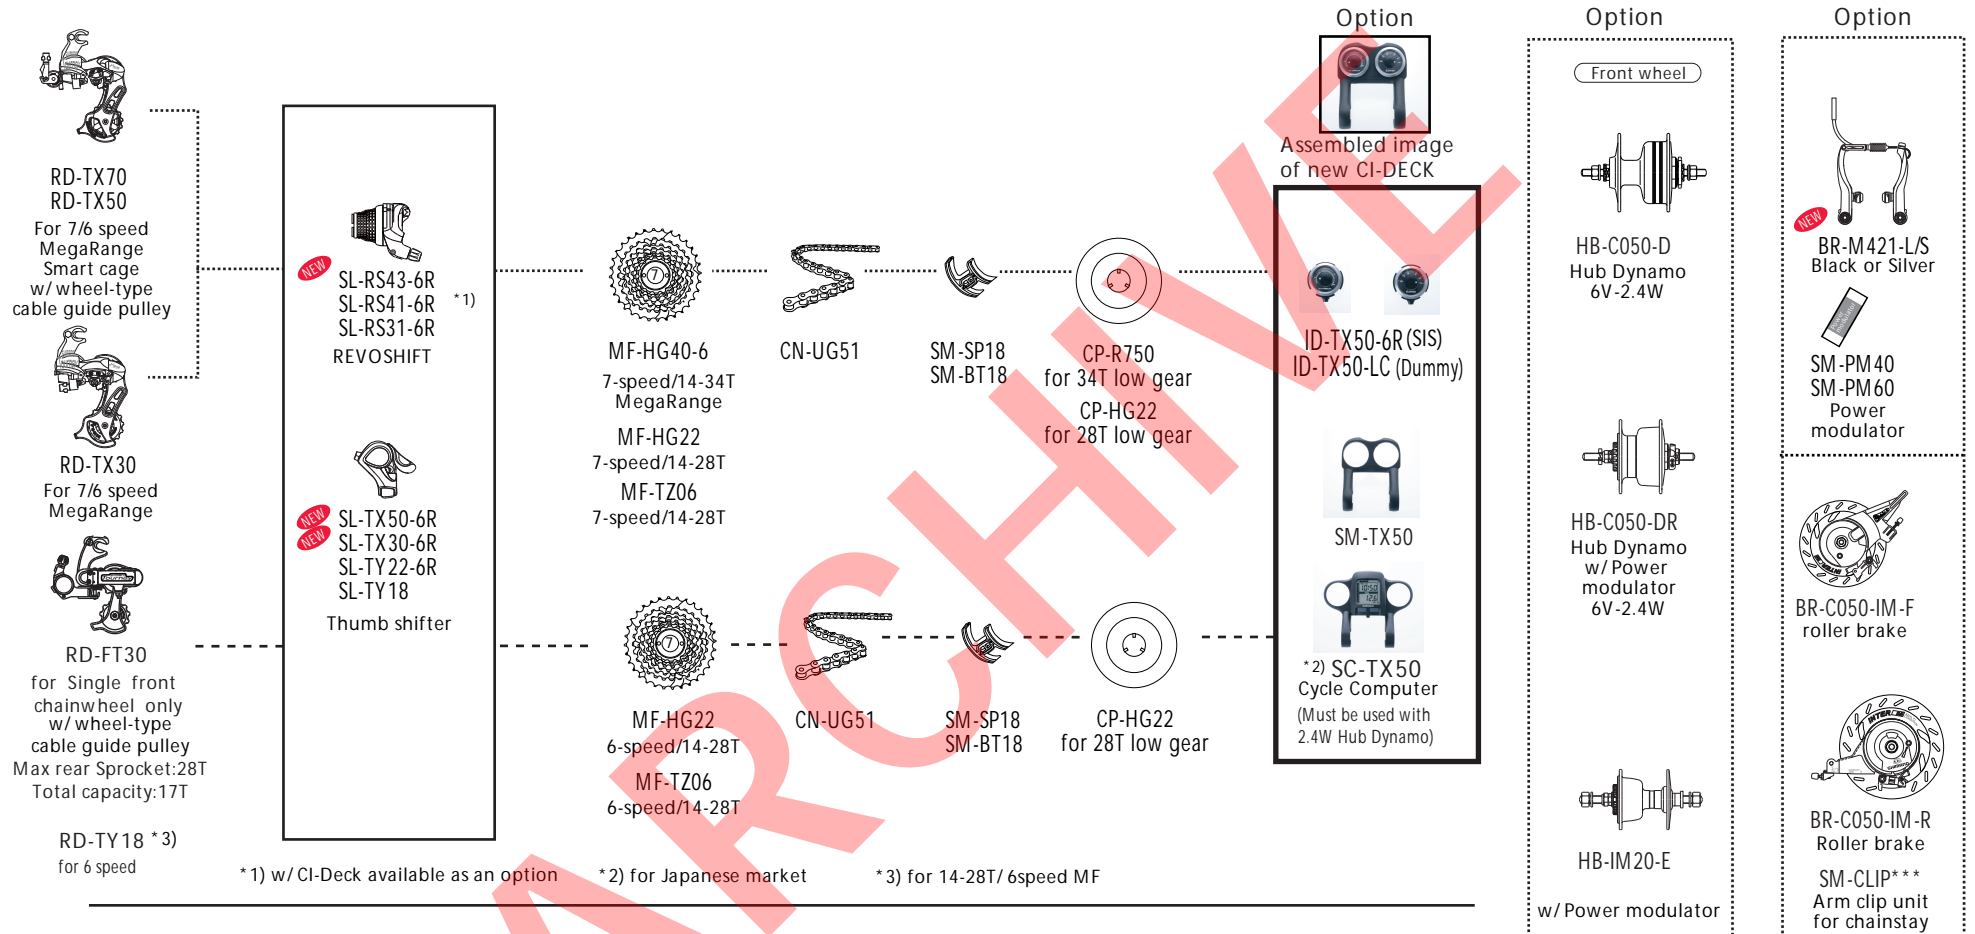 Option
Assembled image
of new CI-DECK
RD-TX70
RD-TX50
For 7/6 speed
MegaRange
Smart cage
w/ wheel-type
cable guide pulley
RD-TX30
For 7/6 speed
MegaRange
RD-FT30
for Single front
chainwheel only
w/ wheel-type
cable guide pulley
Max rear Sprocket:28T
Total capacity:17T
RD-TY18 *3)
for 6 speed
NEW
SL-RS43-6R
SL-RS41-6R *1)
SL-RS31-6R
REVOSHIFT
NEW SL-TX50-6R
NEW SL-TX30-6R
SL-TY22-6R
SL-TY18
Thumb shifter
7
MF-HG40-6
7-speed/14-34T
MegaRange
MF-HG22
7-speed/14-28T
MF-TZ06
7-speed/14-28T
CN-UG51
SM-SP18
SM-BT18
CP-R750
for 34T low gear
CP-HG22
for 28T low gear
7
MF-HG22
6-speed/14-28T
MF-TZ06
6-speed/14-28T
CN-UG51
SM-SP18
SM-BT18
CP-HG22
for 28T low gear
ID-TX50-6R (SIS)
ID-TX50-LC (Dummy)
SM-TX50
*2) SC-TX50
Cycle Computer
(Must be used with
2.4W Hub Dynamo)
*1) w/ CI-Deck available as an option
*2) for Japanese market
*3) for 14-28T/ 6speed MF
Option
Front wheel
HB-C050-D
Hub Dynamo
6V-2.4W
HB-C050-DR
Hub Dynamo
w/ Power
modulator
6V-2.4W
HB-IM20-E
w/ Power modulator
Option
NEW
BR-M421-L/S
Black or Silver
SM-PM40
SM-PM60
Power
modulator
BR-C050-IM-F
roller brake
INTER
BR-C050-IM-R
Roller brake
SM-CLIP***
Arm clip unit
for chainstay
ARCHIVE